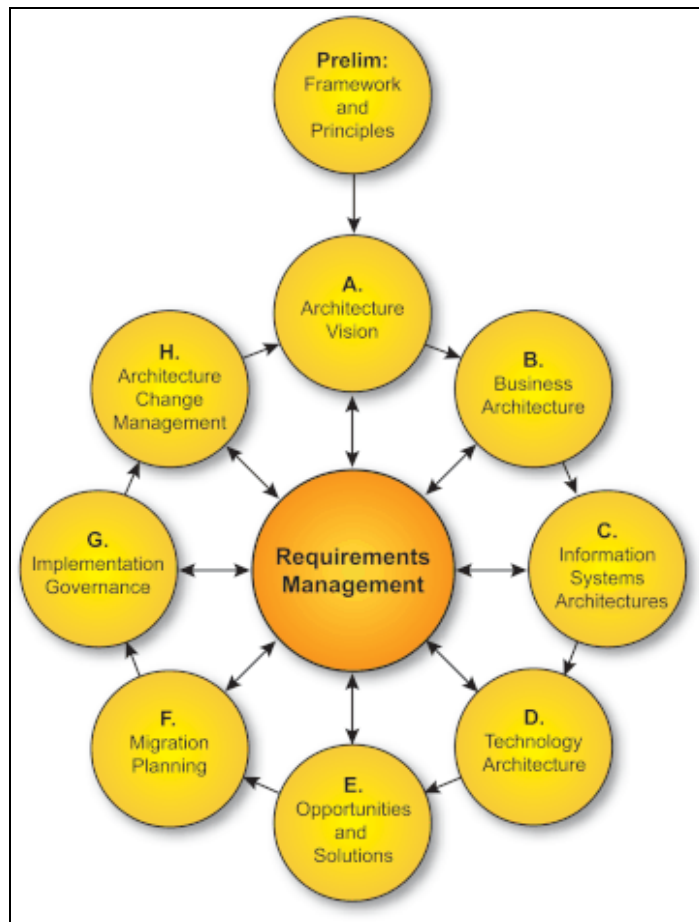 Prelim:
Framework
and
Principles
A.
Architecture
Vision
B.
Business
Architecture
C.
Information
Systems
Architectures
D.
Technology
Architecture
E.
Opportunities
and
Solutions
F.
Migration
Planning
G.
Implementation
Governance
H.
Architecture
Change
Management
Requirements
Management